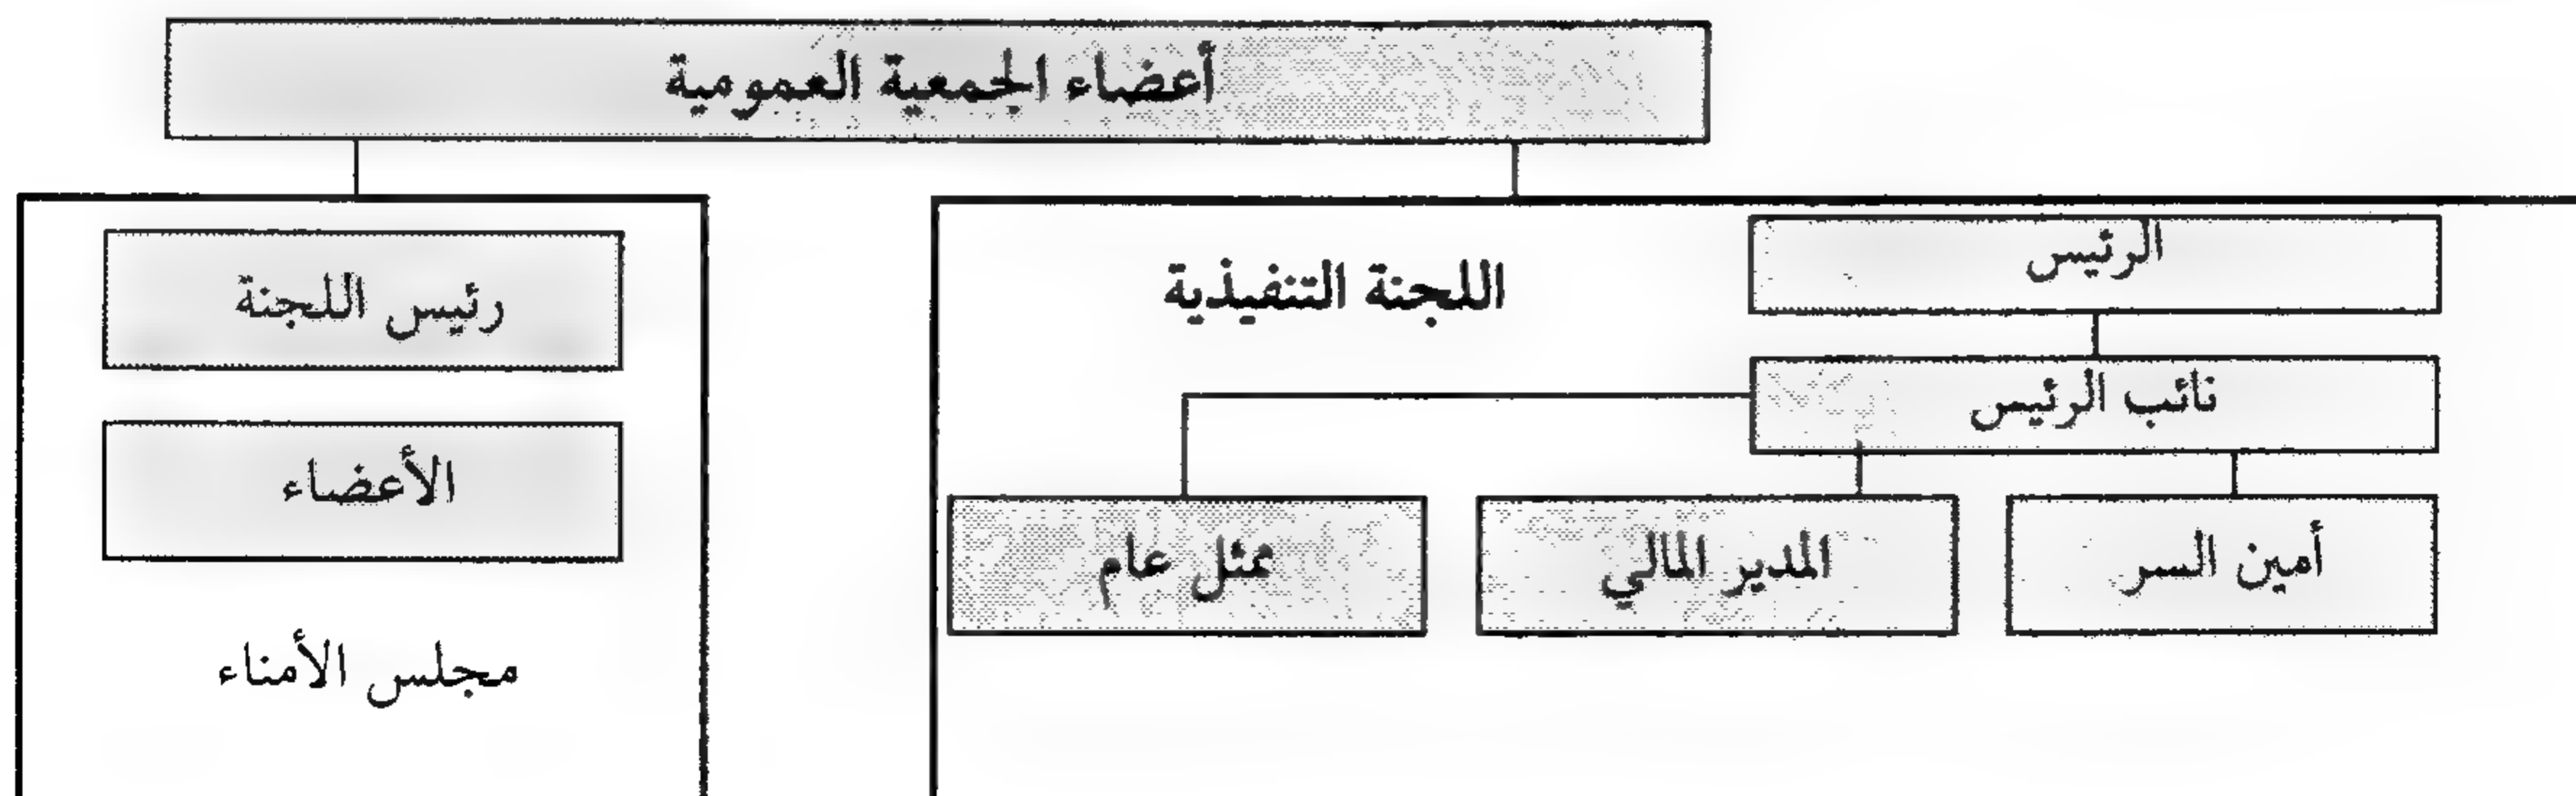 أعضاء الجمعية العمومية
الرئيس
اللجنة التنفيذية
نائب الرئيس
أمين السر
المدير المالي
ممثل عام
رئيس اللجنة
الأعضاء
مجلس الأمناء